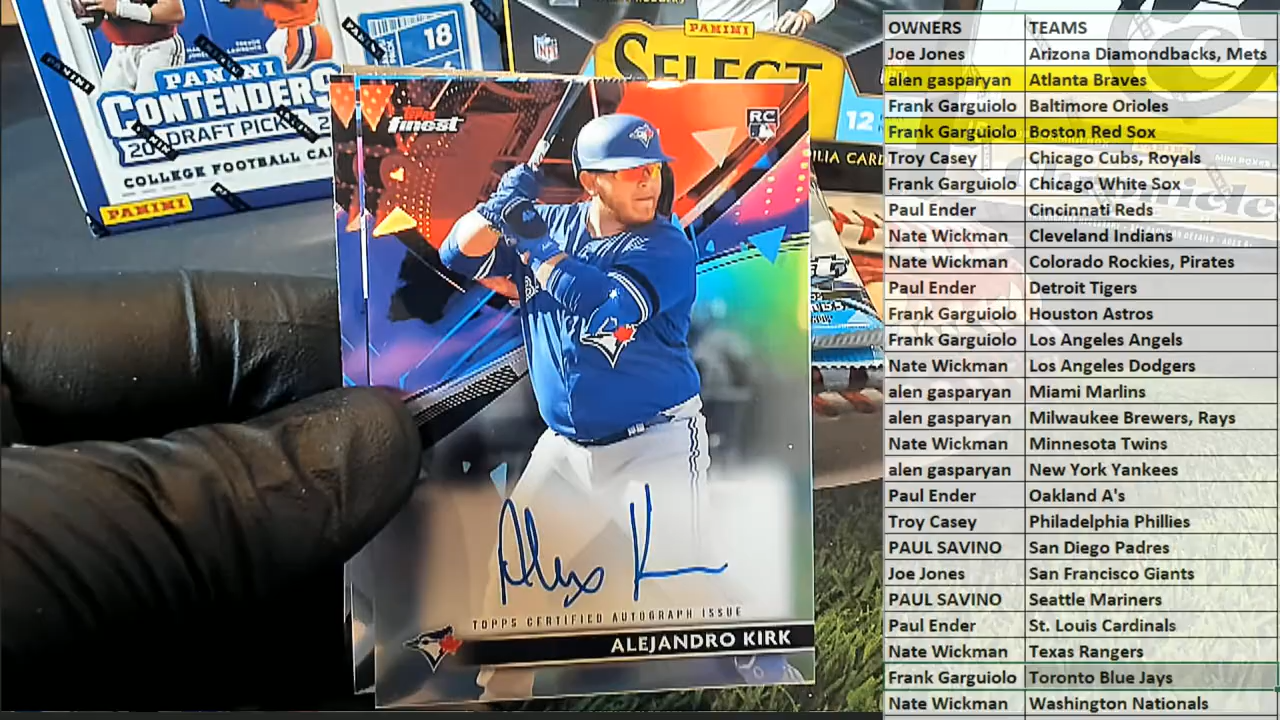 PANINI
PANINI
CONTENDERS
DRAFT PICKS
COLLEGE FOOTBALL
PANINI
18
NFL
PANINI
SELECT
12
TOPPS
finest
RC
Alex K
TOPPS CERTIFIED AUTOGRAPH ISSUE
ALEJANDRO KIRK
OWNERS TEAMS
Joe Jones Arizona Diamondbacks, Mets
alen gasparyan Atlanta Braves
Frank Garguiolo Baltimore Orioles
Frank Garguiolo Boston Red Sox
Troy Casey Chicago Cubs, Royals
Frank Garguiolo Chicago White Sox
Paul Ender Cincinnati Reds
Nate Wickman Cleveland Indians
Nate Wickman Colorado Rockies, Pirates
Paul Ender Detroit Tigers
Frank Garguiolo Houston Astros
Frank Garguiolo Los Angeles Angels
Nate Wickman Los Angeles Dodgers
alen gasparyan Miami Marlins
alen gasparyan Milwaukee Brewers, Rays
Nate Wickman Minnesota Twins
alen gasparyan New York Yankees
Paul Ender Oakland A's
Troy Casey Philadelphia Phillies
PAUL SAVINO San Diego Padres
Joe Jones San Francisco Giants
PAUL SAVINO Seattle Mariners
Paul Ender St. Louis Cardinals
Nate Wickman Texas Rangers
Frank Garguiolo Toronto Blue Jays
Nate Wickman Washington Nationals